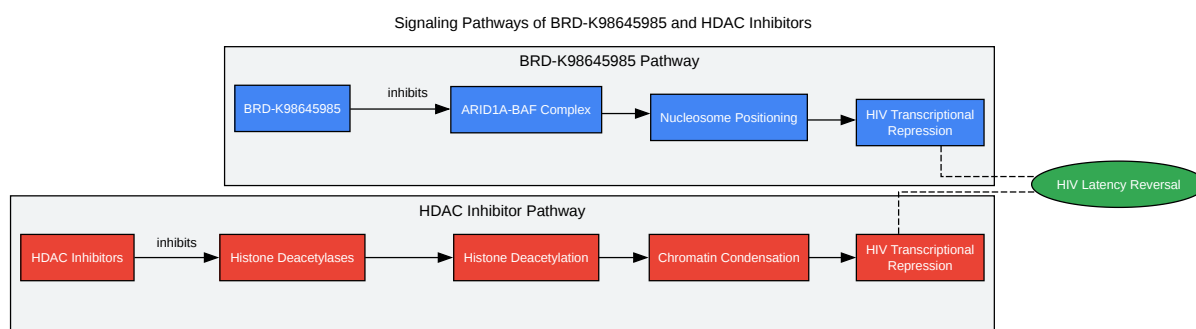 Signaling Pathways of BRD-K98645985 and HDAC Inhibitors
BRD-K98645985 Pathway
BRD-K98645985
inhibits
ARID1A-BAF Complex
Nucleosome Positioning
HIV Transcriptional
Repression
HIV Latency Reversal
HDAC Inhibitor Pathway
HDAC Inhibitors
inhibits
Histone Deacetylases
Histone Deacetylation
Chromatin Condensation
HIV Transcriptional
Repression